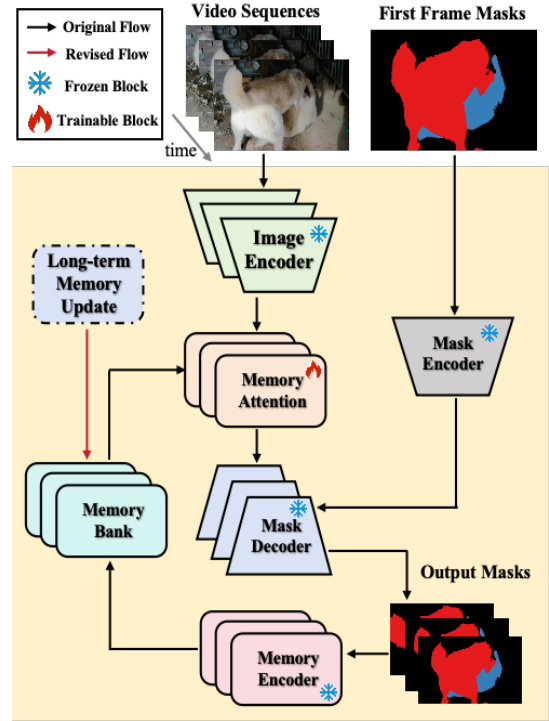 Original Flow
Revised Flow
Frozen Block
Trainable Block
Video Sequences
First Frame Masks
time
Image
Encoder
Long-term
Memory
Update
Mask
Encoder
Memory
Attention
Memory
Bank
Mask
Decoder
Output Masks
Memory
Encoder